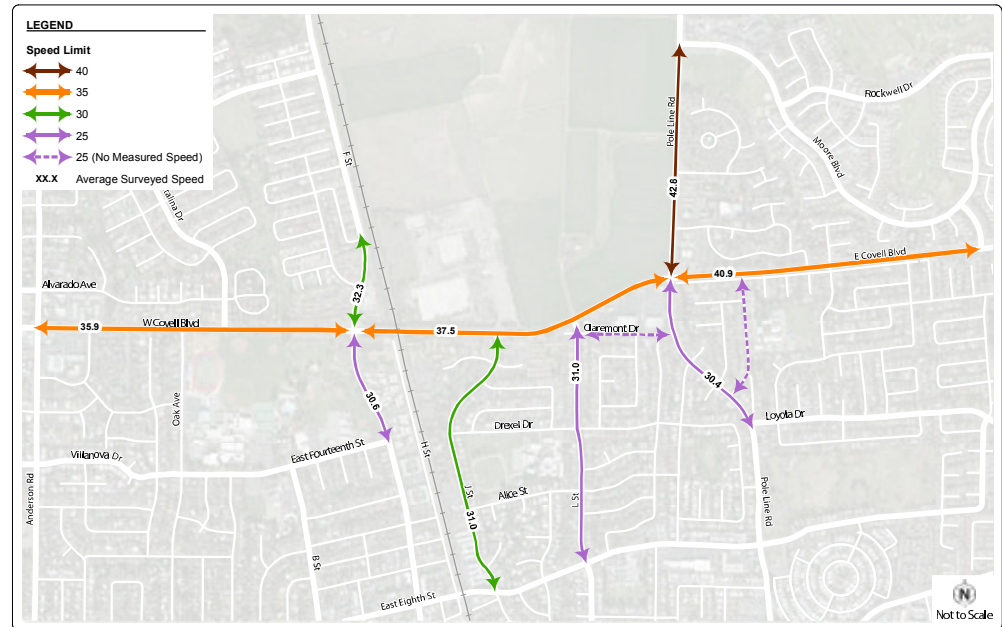 LEGEND
Speed Limit
40
35
30
25
25 (No Measured Speed)
XX.X Average Surveyed Speed
Rockwell Dr
Pole Line Rd
Moore Blvd
F St
42.8
E Covell Blvd
40.9
Alvarado Ave
32.3
35.9
W Covell Blvd
37.5
Claremont Dr
31.0
30.4
30.6
Oak Ave
Loyola Dr
Drexel Dr
East Fourteenth St
H St
Villanova Dr
Anderson Rd
J St
Alice St
L St
Pole Line Rd
31.0
B St
East Eighth St
N
Not to Scale